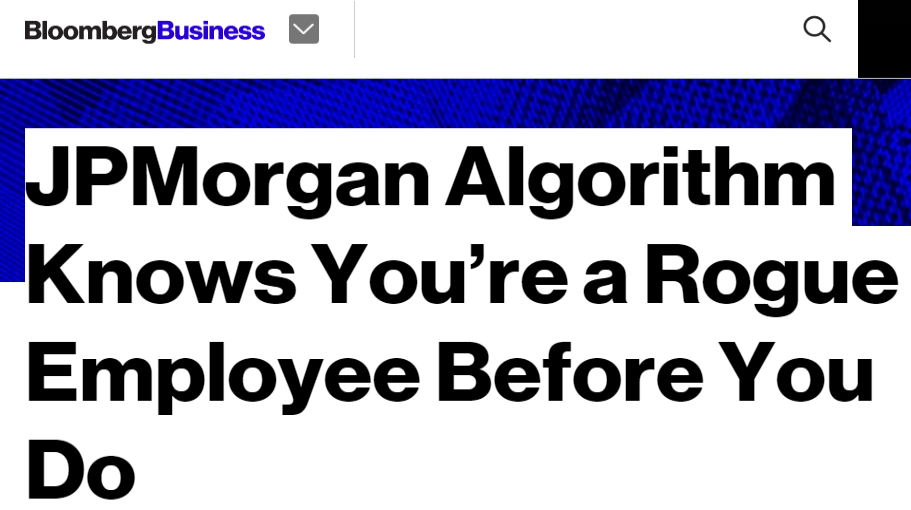 BloombergBusiness
JPMorgan Algorithm
Knows You’re a Rogue
Employee Before You
Do